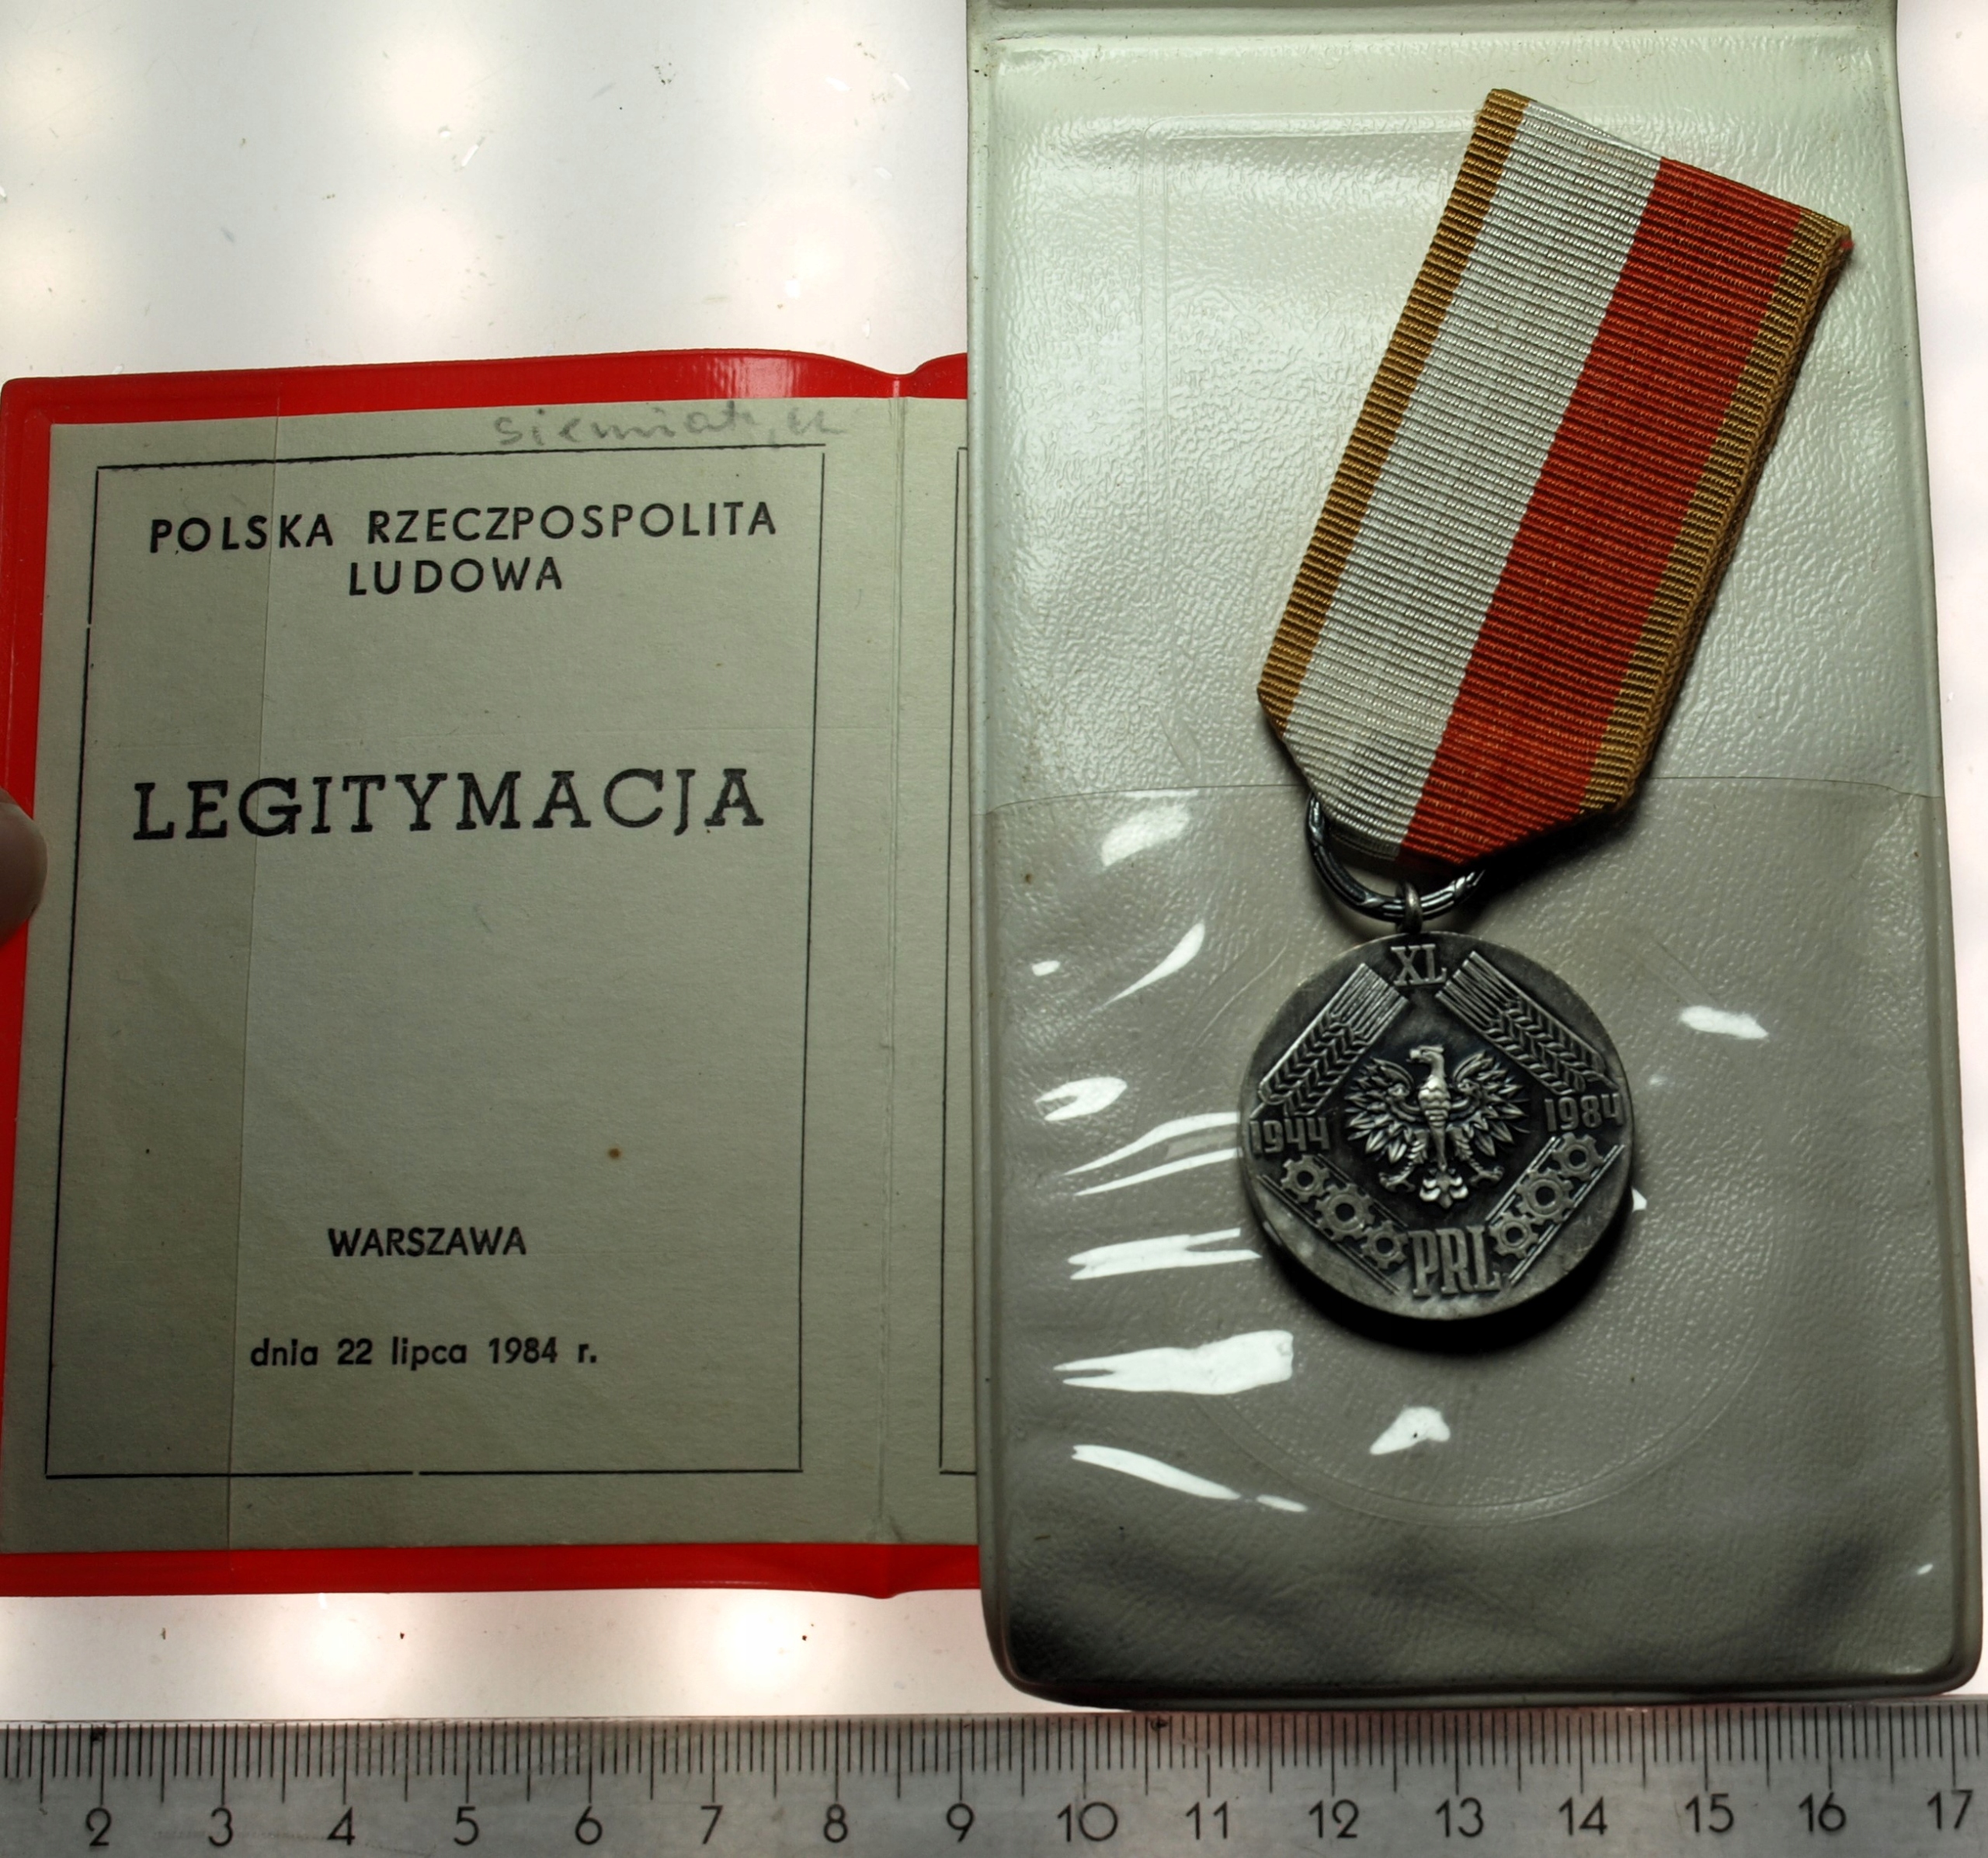 POLSKA RZECZPOSPOLITA
LUDOWA
LEGITYMACJA
WARSZAWA
dnia 22 lipca 1984 r.
XL
1944
1984
PRL
2 3 4 5 6 7 8 9 10 11 12 13 14 15 16 17